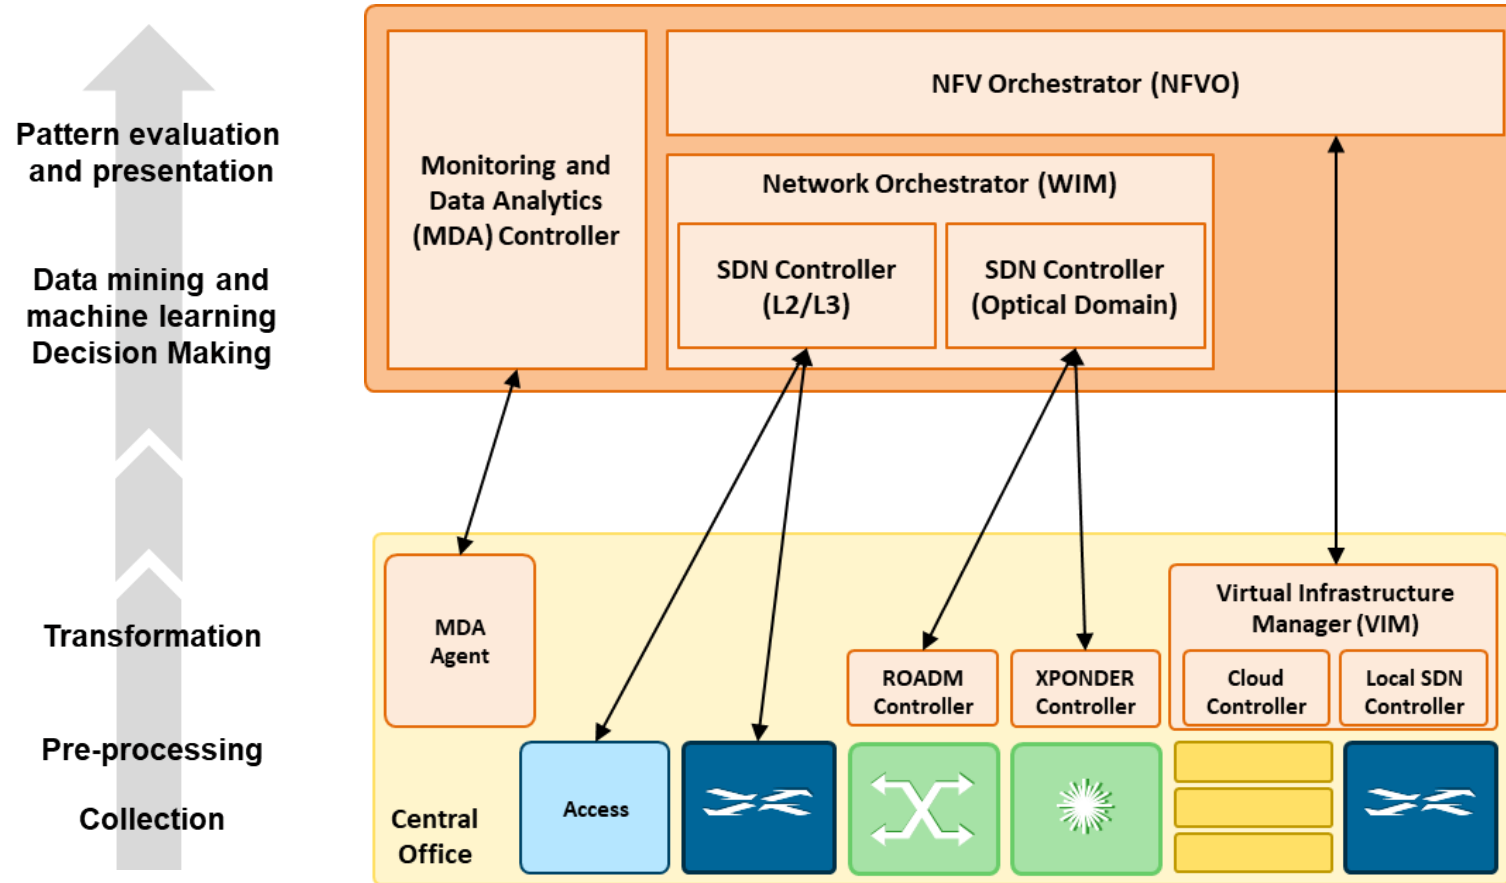 Pattern evaluation
and presentation
Data mining and
machine learning
Decision Making
Transformation
Pre-processing
Collection
Monitoring and
Data Analytics
(MDA) Controller
NFV Orchestrator (NFVO)
Network Orchestrator (WIM)
SDN Controller
(L2/L3)
SDN Controller
(Optical Domain)
MDA
Agent
Virtual Infrastructure
Manager (VIM)
ROADM
Controller
XPONDER
Controller
Cloud
Controller
Local SDN
Controller
Access
Central
Office